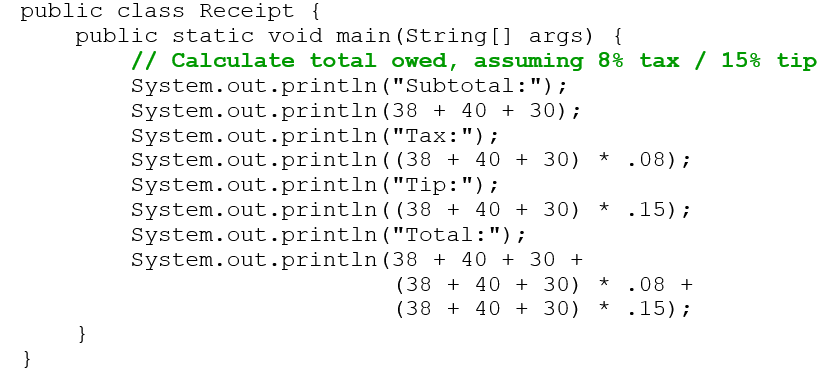 public class Receipt {
    public static void main(String[] args) {
        // Calculate total owed, assuming 8% tax / 15% tip
        System.out.println("Subtotal:");
        System.out.println(38 + 40 + 30);
        System.out.println("Tax:");
        System.out.println((38 + 40 + 30) * .08);
        System.out.println("Tip:");
        System.out.println((38 + 40 + 30) * .15);
        System.out.println("Total:");
        System.out.println(38 + 40 + 30 +
                           (38 + 40 + 30) * .08 +
                           (38 + 40 + 30) * .15);
    }
}